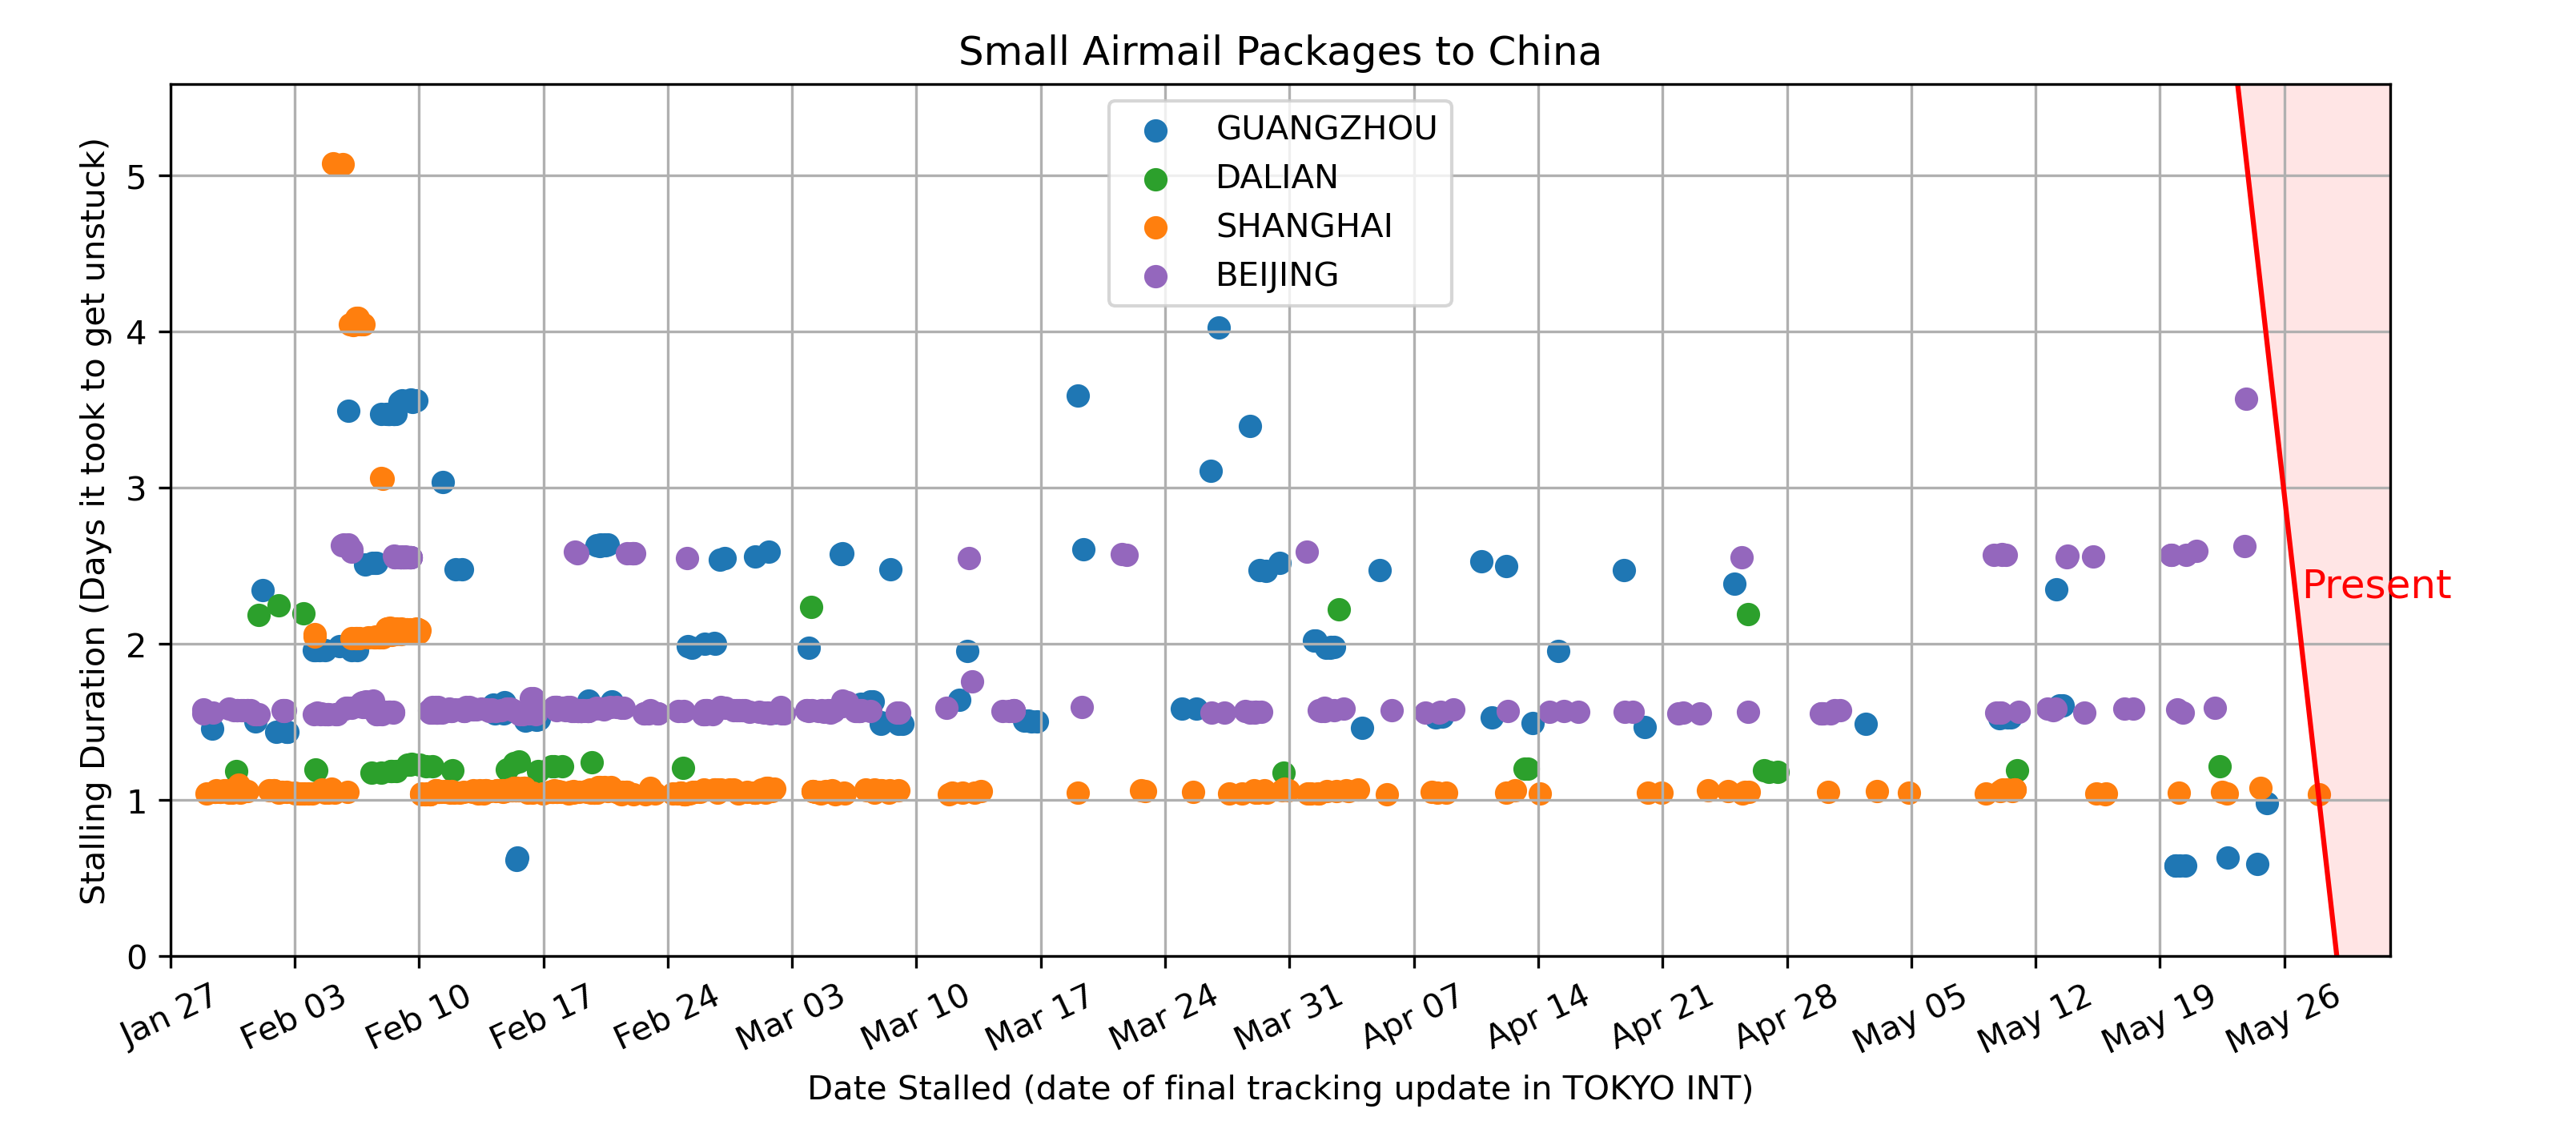 Small Airmail Packages to China
GUANGZHOU
DALIAN
SHANGHAI
BEIJING
Stalling Duration (Days it took to get unstuck)
5
4
3
2
1
0
Present
Jan 27
Feb 03
Feb 10
Feb 17
Feb 24
Mar 03
Mar 10
Mar 17
Mar 24
Mar 31
Apr 07
Apr 14
Apr 21
Apr 28
May 05
May 12
May 19
May 26
Date Stalled (date of final tracking update in TOKYO INT)